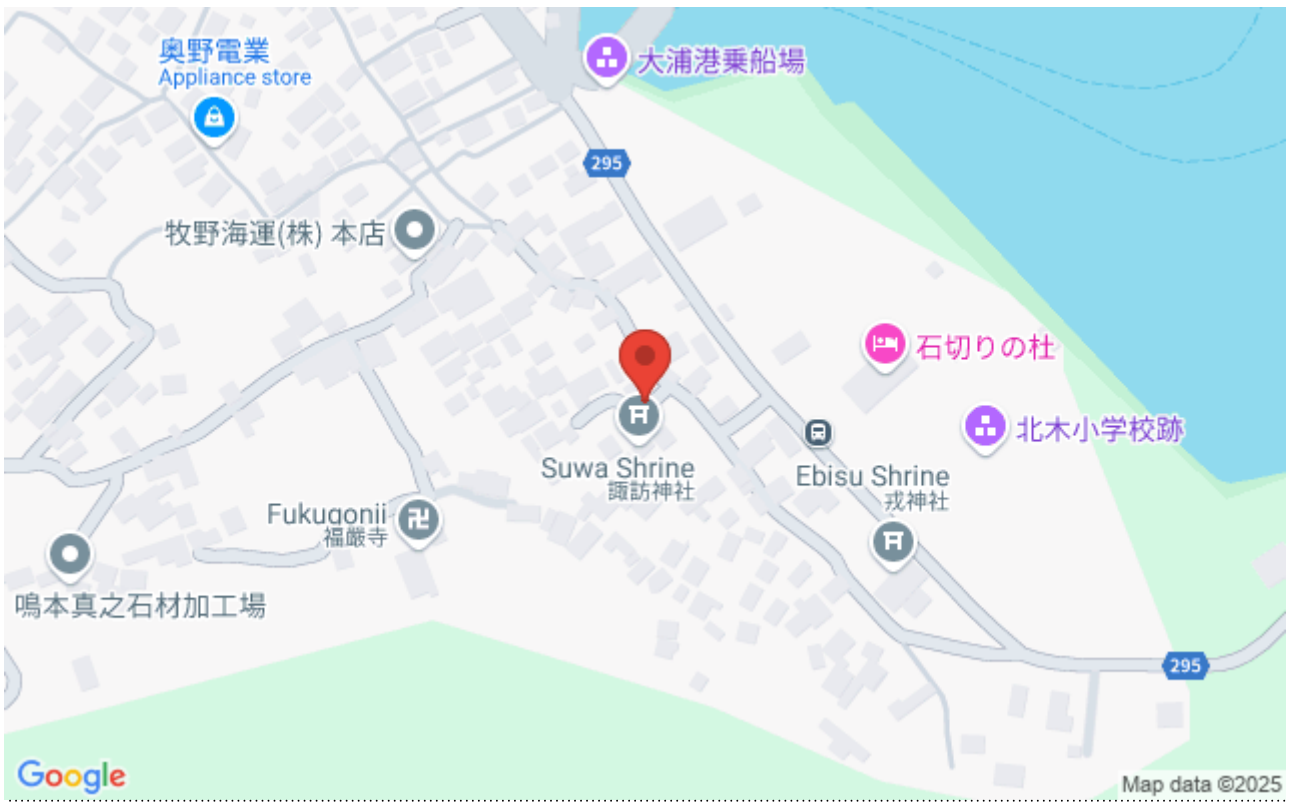 奥野電業
Appliance store
大浦港乗船場
295
牧野海運(株) 本店
石切りの杜
北木小学校跡
Suwa Shrine
諏訪神社
Ebisu Shrine
戎神社
Fukugonji
福嚴寺
鳴本真之石材加工場
295
Google
Map data ©2025